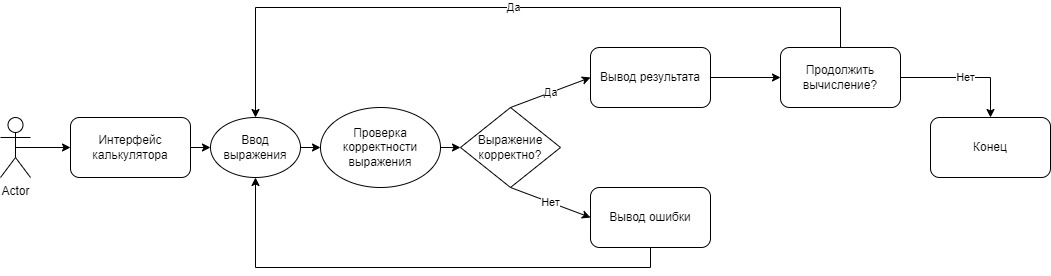 Да
Actor
Интерфейс
калькулятора
Ввод
выражения
Проверка
корректности
выражения
Выражение
корректно?
Да
Вывод результата
Продолжить
вычисление?
Нет
Конец
Нет
Вывод ошибки